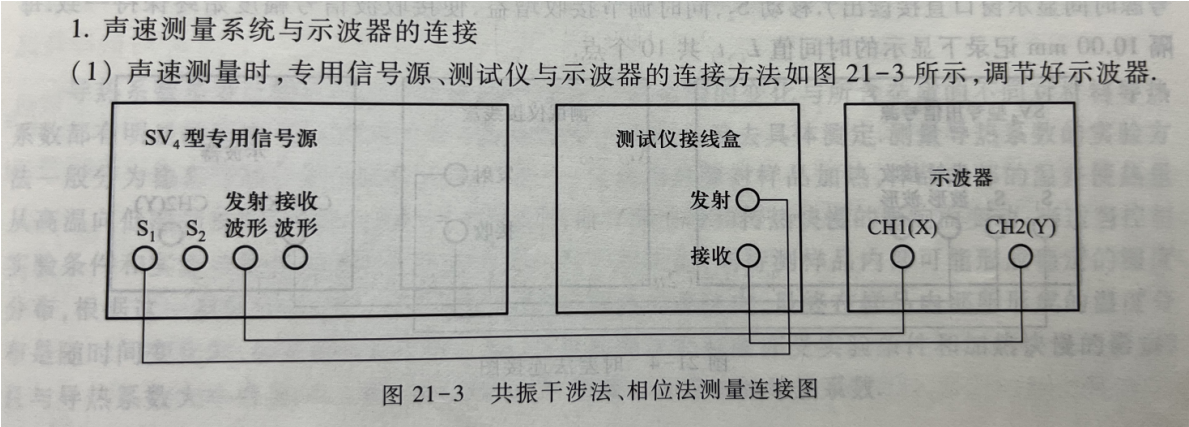 1. 声速测量系统与示波器的连接
(1) 声速测量时,专用信号源、测试仪与示波器的连接方法如图 21-3 所示,调节好示波器.
SV4型专用信号源
发射 接收
S1 S2 波形 波形
测试仪接线盒
发射
接收
示波器
CH1(X) CH2(Y)
图 21-3 共振干涉法、相位法测量连接图